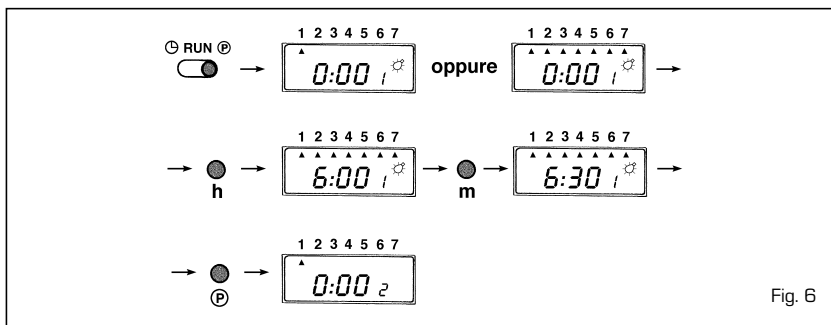 RUN P
1 2 3 4 5 6 7
0:00 1
oppure
1 2 3 4 5 6 7
0:00 1
h
1 2 3 4 5 6 7
6:00 1
m
1 2 3 4 5 6 7
6:30 1
P
1 2 3 4 5 6 7
0:00 2
Fig. 6